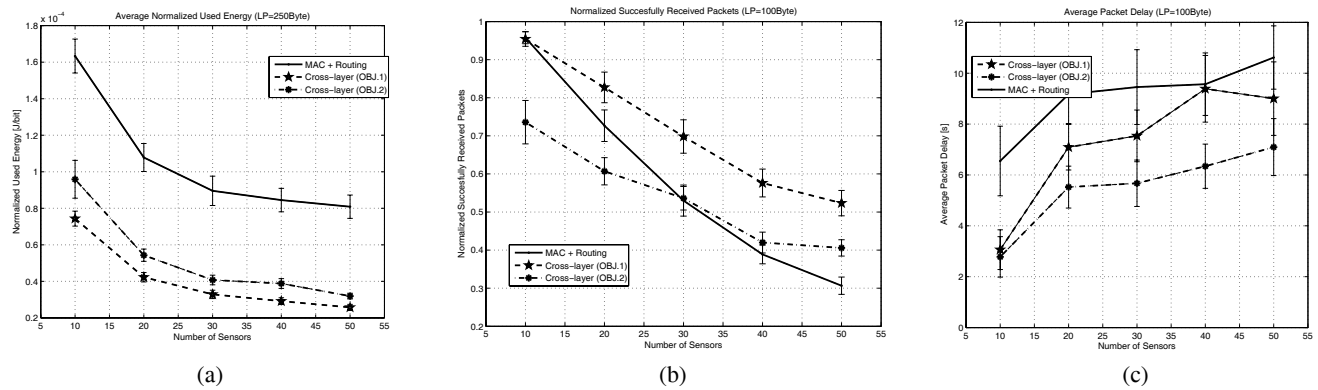 Average Normalized Used Energy (LP=250Byte)
x 10⁻⁴
1.8
1.6
1.4
1.2
1
0.8
0.6
0.4
0.2
Normalized Used Energy [J/bit]
MAC + Routing
Cross-layer (OBJ.1)
Cross-layer (OBJ.2)
5 10 15 20 25 30 35 40 45 50 55
Number of Sensors
(a)
Normalized Succesfully Received Packets (LP=100Byte)
1
0.9
0.8
0.7
0.6
0.5
0.4
0.3
0.2
Normalized Succesfully Received Packets
MAC + Routing
Cross-layer (OBJ.1)
Cross-layer (OBJ.2)
5 10 15 20 25 30 35 40 45 50 55
Number of Sensors
(b)
Average Packet Delay (LP=100Byte)
12
10
8
6
4
2
0
Average Packet Delay [s]
Cross-layer (OBJ.1)
Cross-layer (OBJ.2)
MAC + Routing
5 10 15 20 25 30 35 40 45 50 55
Number of Sensors
(c)